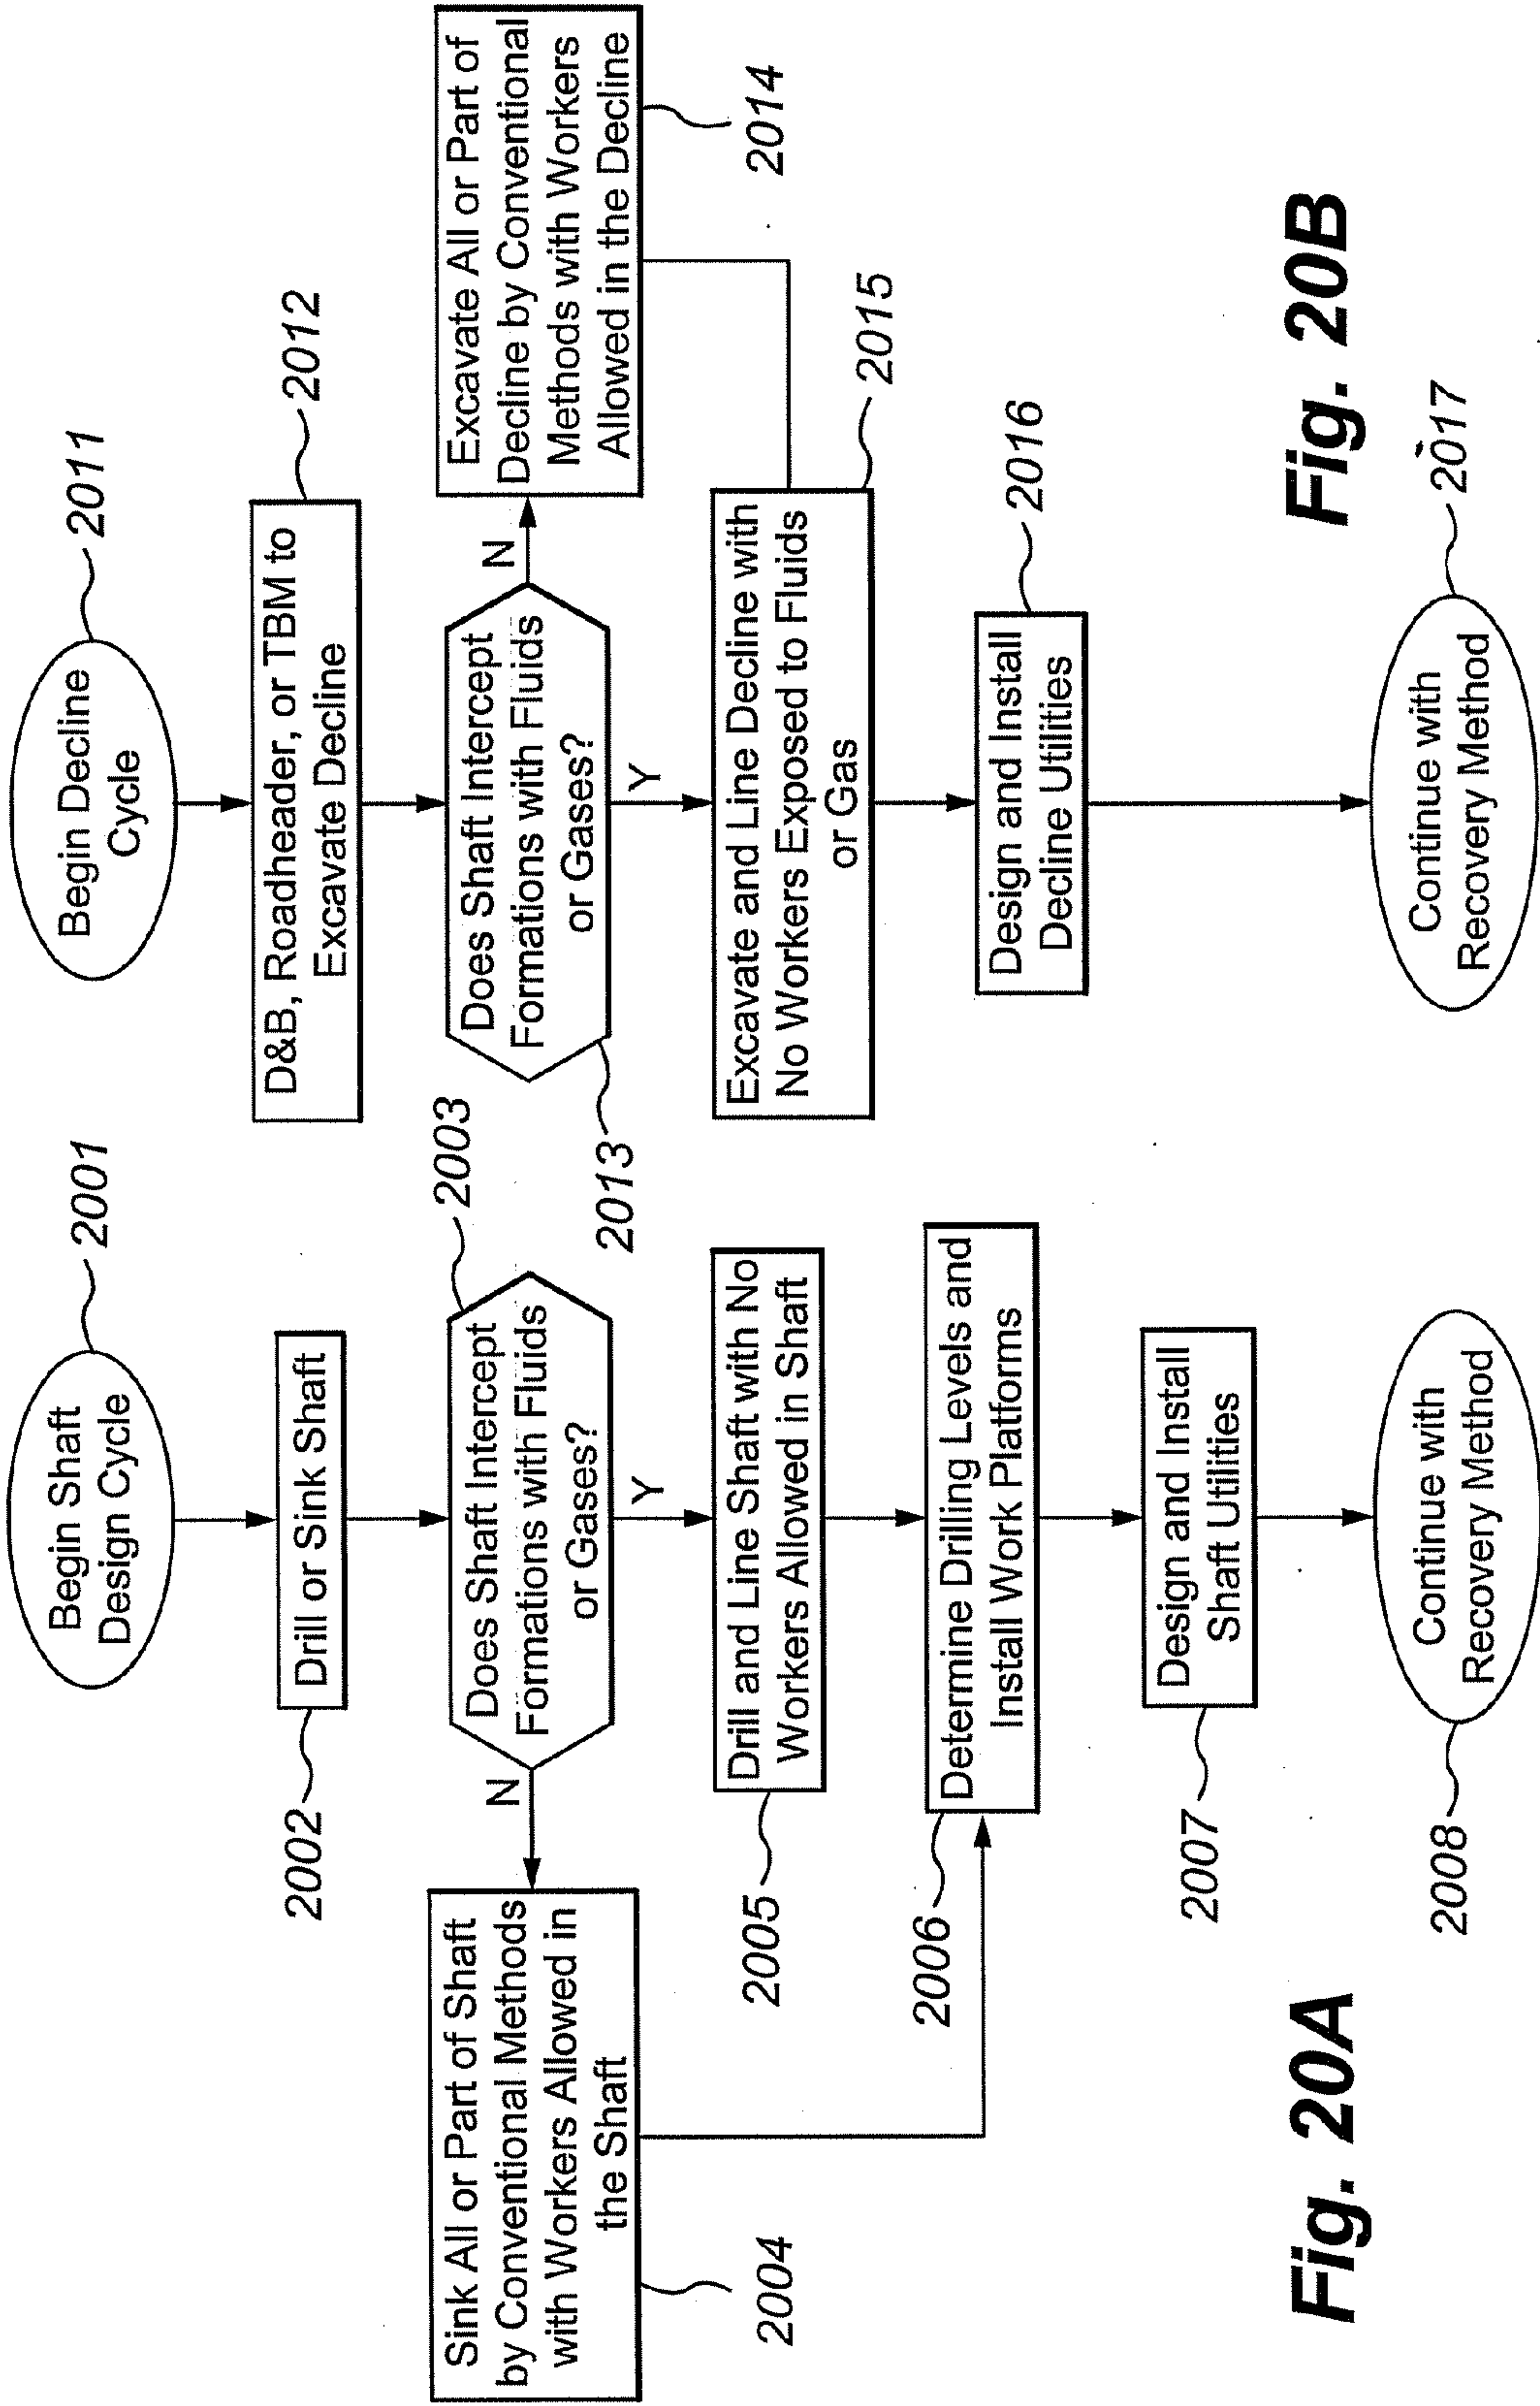 Begin Shaft
Design Cycle
2001
Drill or Sink Shaft
2002
Does Shaft Intercept
Formations with Fluids
or Gases?
2003
N
Y
Sink All or Part of Shaft
by Conventional Methods
with Workers Allowed in
the Shaft
2004
Drill and Line Shaft with No
Workers Allowed in Shaft
2005
Determine Drilling Levels and
Install Work Platforms
2006
Design and Install
Shaft Utilities
2007
Continue with
Recovery Method
2008
Fig. 20A
Begin Decline
Cycle
2011
D&B, Roadheader, or TBM to
Excavate Decline
2012
Does Shaft Intercept
Formations with Fluids
or Gases?
2013
N
Y
Excavate All or Part of
Decline by Conventional
Methods with Workers
Allowed in the Decline
2014
Excavate and Line Decline with
No Workers Exposed to Fluids
or Gas
2015
Design and Install
Decline Utilities
2016
Continue with
Recovery Method
2017
Fig. 20B